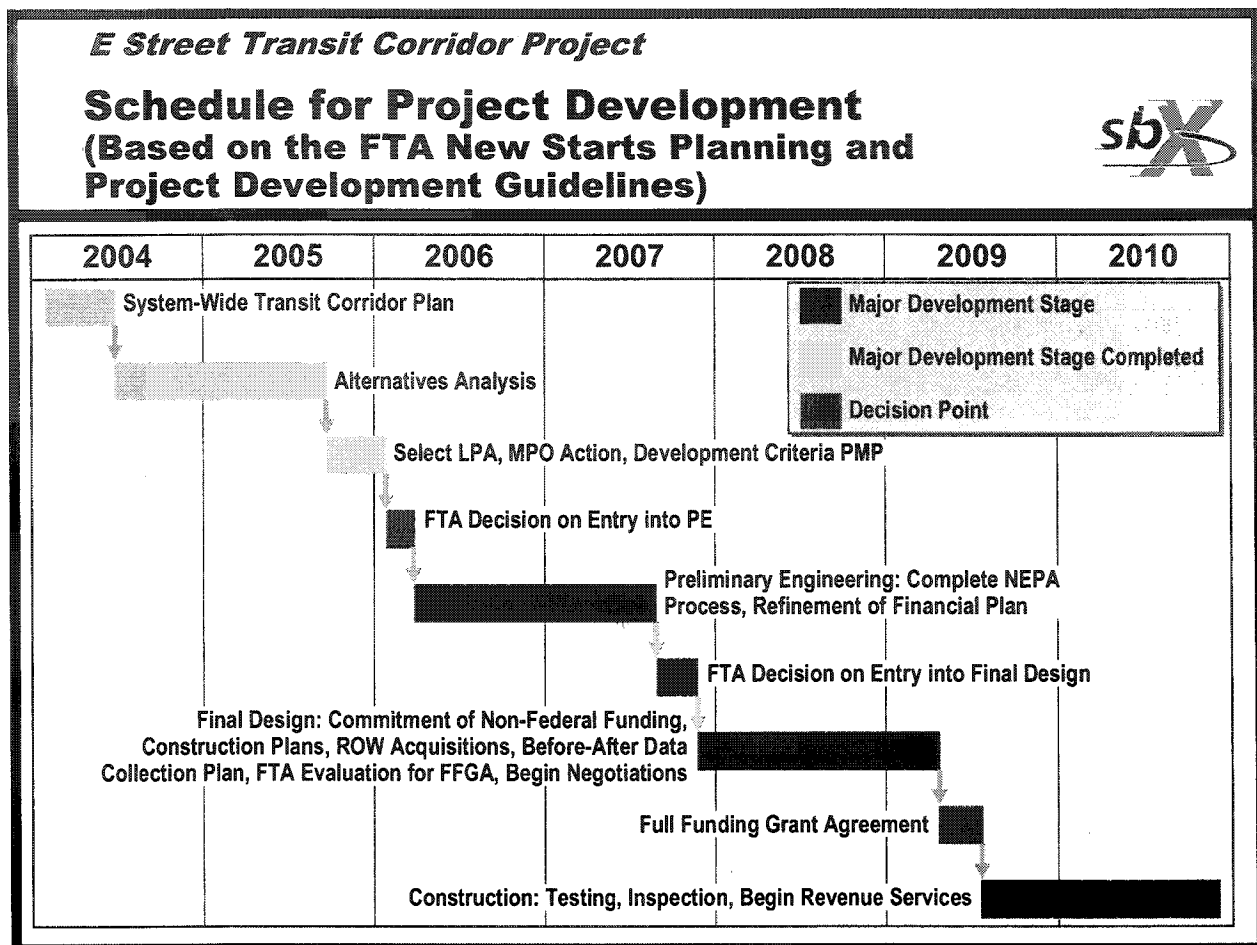 E Street Transit Corridor Project
Schedule for Project Development
(Based on the FTA New Starts Planning and
Project Development Guidelines)
sbX
2004 2005 2006 2007 2008 2009 2010
Major Development Stage
Major Development Stage Completed
Decision Point
System-Wide Transit Corridor Plan
Alternatives Analysis
Select LPA, MPO Action, Development Criteria PMP
FTA Decision on Entry into PE
Preliminary Engineering: Complete NEPA
Process, Refinement of Financial Plan
FTA Decision on Entry into Final Design
Final Design: Commitment of Non-Federal Funding,
Construction Plans, ROW Acquisitions, Before-After Data
Collection Plan, FTA Evaluation for FFGA, Begin Negotiations
Full Funding Grant Agreement
Construction: Testing, Inspection, Begin Revenue Services